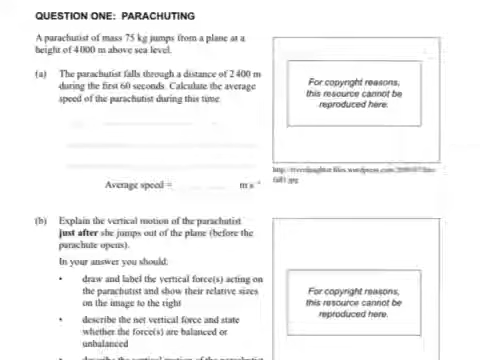 QUESTION ONE: PARACHUTING
A parachutist of mass 75 kg jumps from a plane at a
height of 4000 m above sea level.
(a) The parachutist falls through a distance of 2400 m
during the first 60 seconds. Calculate the average
speed of the parachutist during this time.
For copyright reasons,
this resource cannot be
reproduced here.
Average speed = m s⁻¹
(b) Explain the vertical motion of the parachutist
just after she jumps out of the plane (before the
parachute opens).
In your answer you should:
• draw and label the vertical force(s) acting on
the parachutist and show their relative sizes
on the image to the right
• describe the net vertical force and state
whether the force(s) are balanced or
unbalanced
For copyright reasons,
this resource cannot be
reproduced here.